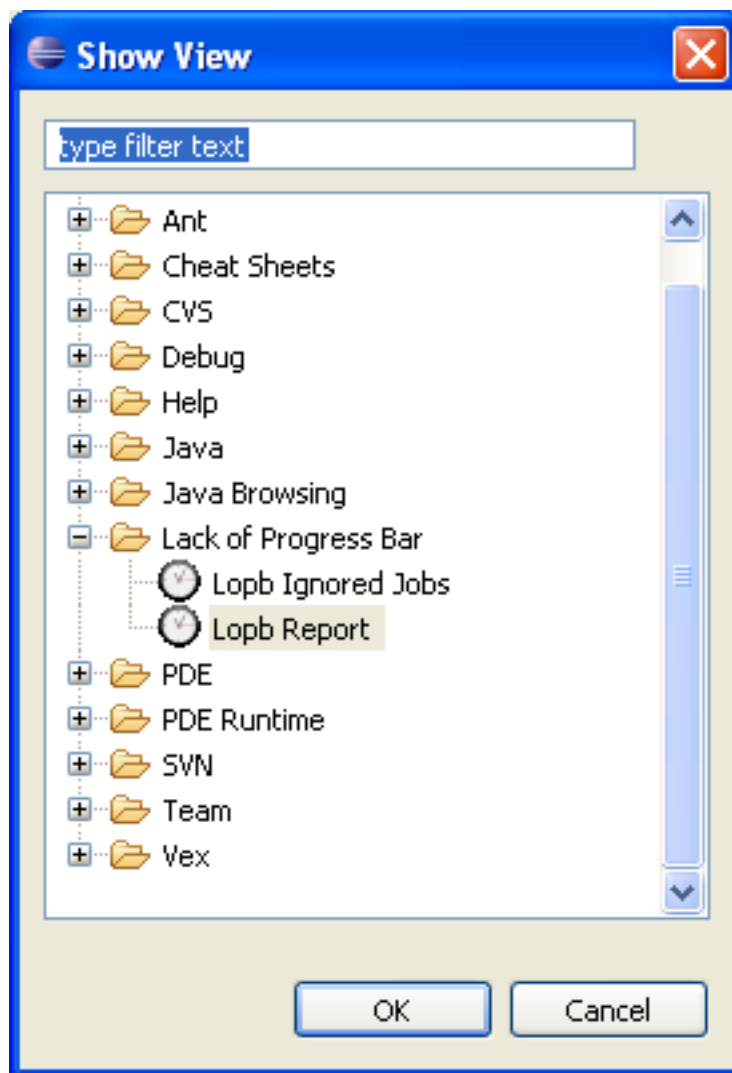 Show View
type filter text
Ant
Cheat Sheets
CVS
Debug
Help
Java
Java Browsing
Lack of Progress Bar
Lopb Ignored Jobs
Lopb Report
PDE
PDE Runtime
SVN
Team
Vex
OK Cancel